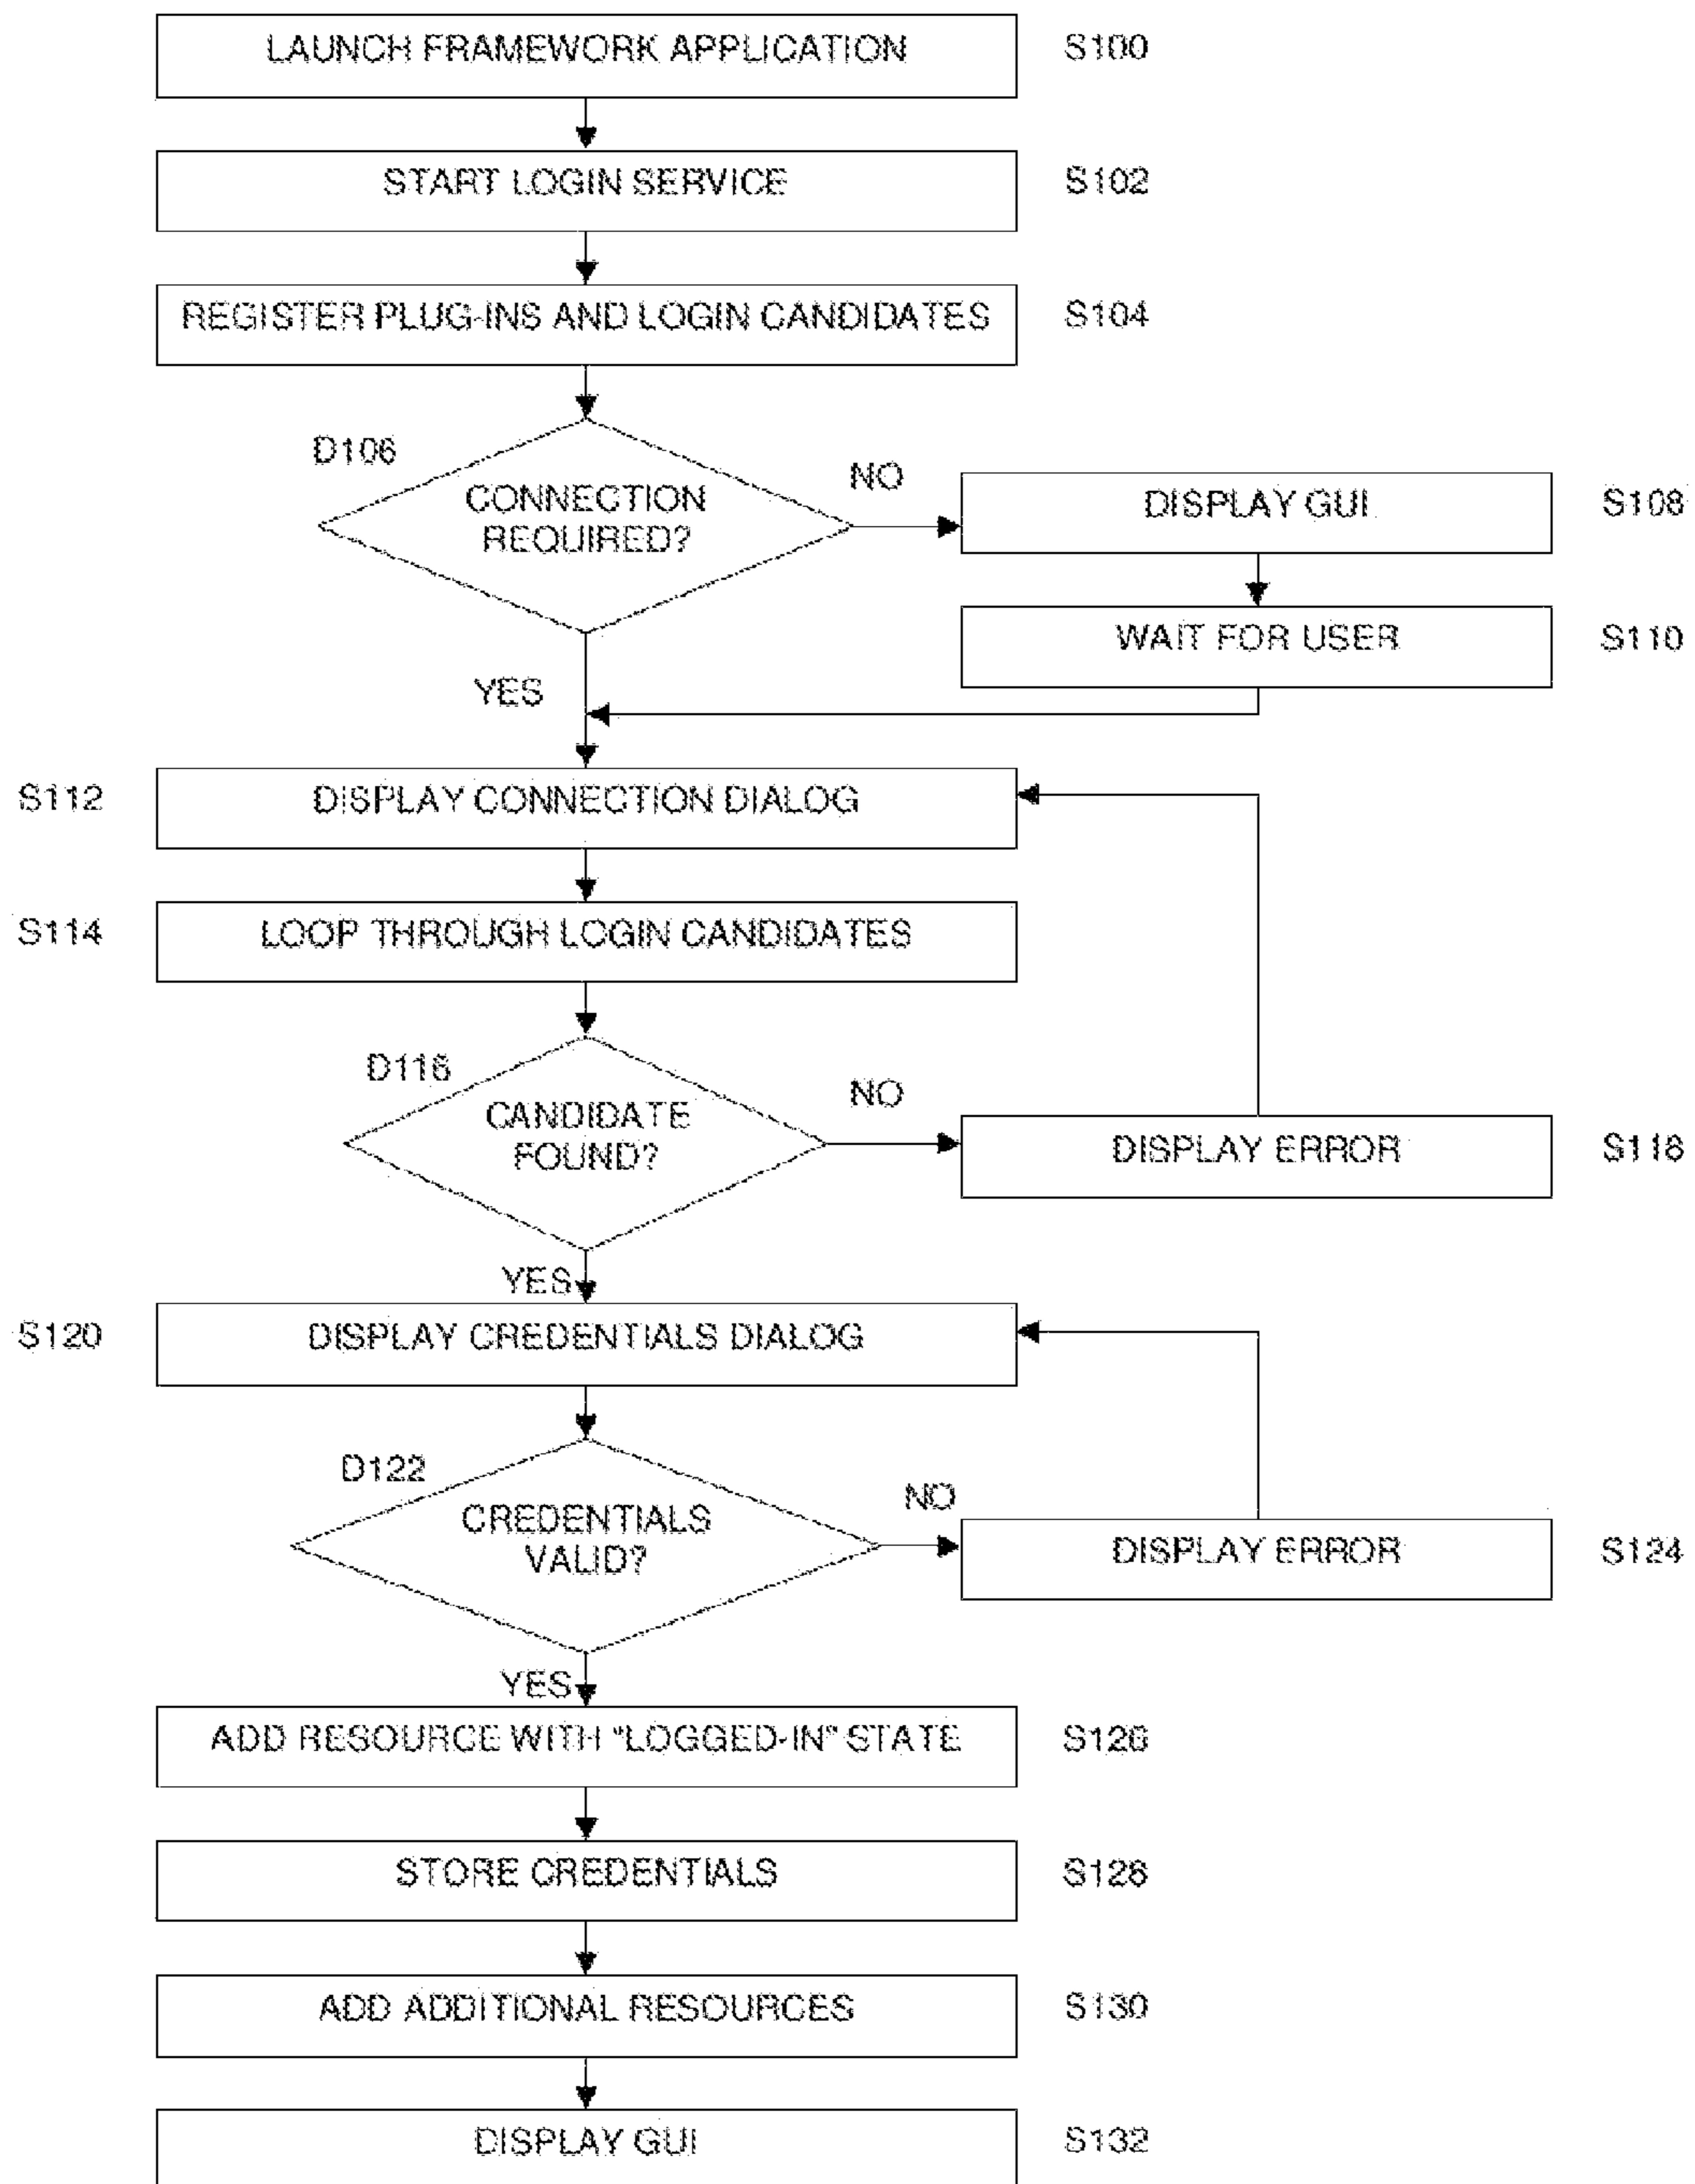 LAUNCH FRAMEWORK APPLICATION
S100
START LOGIN SERVICE
S102
REGISTER PLUG-INS AND LOGIN CANDIDATES
S104
D106
CONNECTION
REQUIRED?
NO
DISPLAY GUI
S108
WAIT FOR USER
S110
YES
S112
DISPLAY CONNECTION DIALOG
S114
LOOP THROUGH LOGIN CANDIDATES
D116
CANDIDATE
FOUND?
NO
DISPLAY ERROR
S118
YES
S120
DISPLAY CREDENTIALS DIALOG
D122
CREDENTIALS
VALID?
NO
DISPLAY ERROR
S124
YES
ADD RESOURCE WITH "LOGGED-IN" STATE
S126
STORE CREDENTIALS
S128
ADD ADDITIONAL RESOURCES
S130
DISPLAY GUI
S132